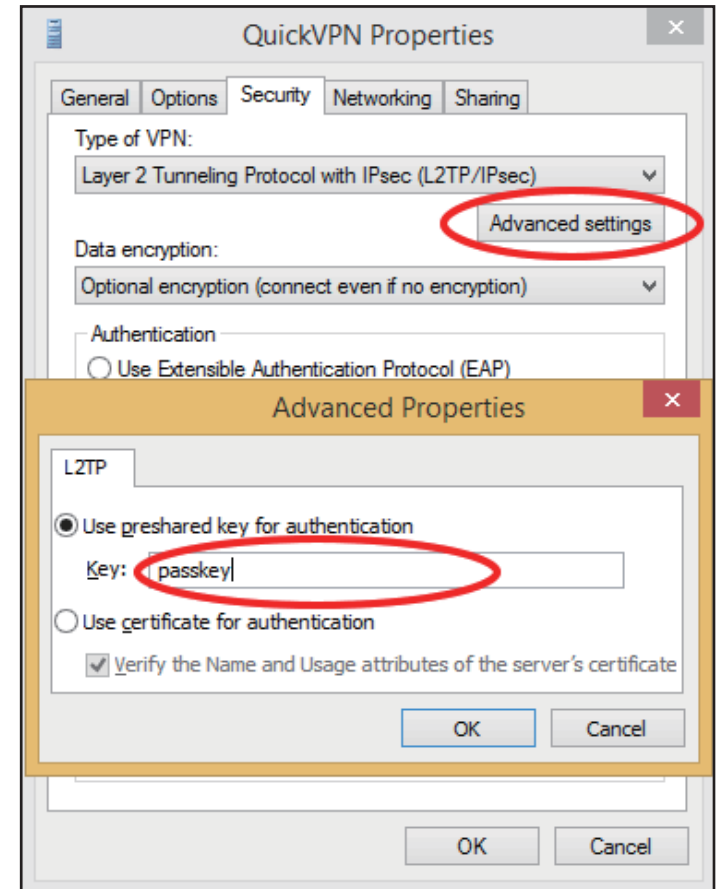 QuickVPN Properties
General Options Security Networking Sharing
Type of VPN:
Layer 2 Tunneling Protocol with IPsec (L2TP/IPsec)
Advanced settings
Data encryption:
Optional encryption (connect even if no encryption)
Authentication
Use Extensible Authentication Protocol (EAP)
Advanced Properties
L2TP
Use preshared key for authentication
Key: passkey
Use certificate for authentication
Verify the Name and Usage attributes of the server's certificate
OK Cancel
OK Cancel